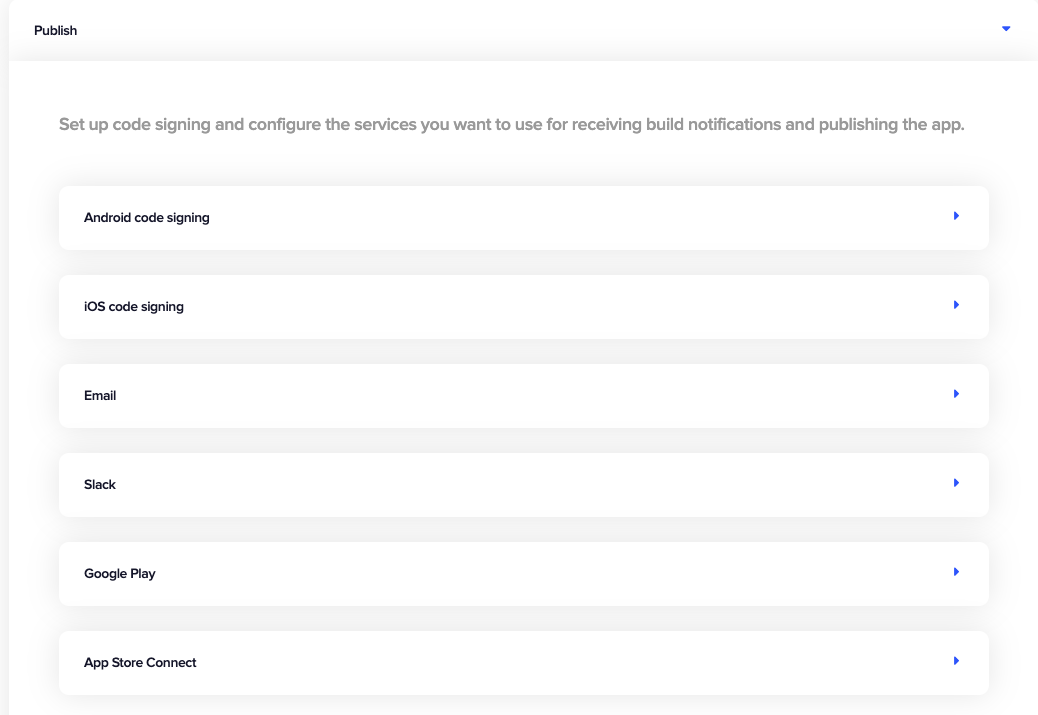 Publish
Set up code signing and configure the services you want to use for receiving build notifications and publishing the app.
Android code signing
iOS code signing
Email
Slack
Google Play
App Store Connect